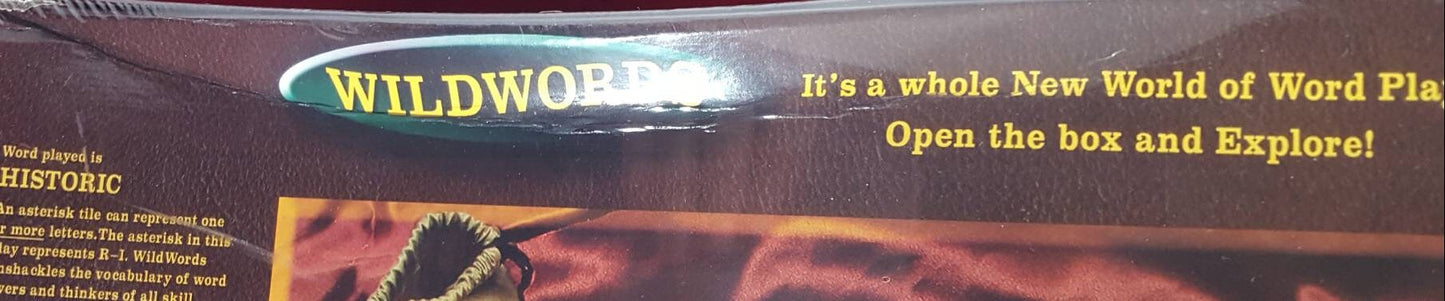 WILDWORDS
It's a whole New World of Word Pla
Open the box and Explore!
Word played is
HISTORIC
An asterisk tile can represent one
r more letters. The asterisk in this
lay represents R-I. WildWords
nshackles the vocabulary of word
yers and thinkers of all skill